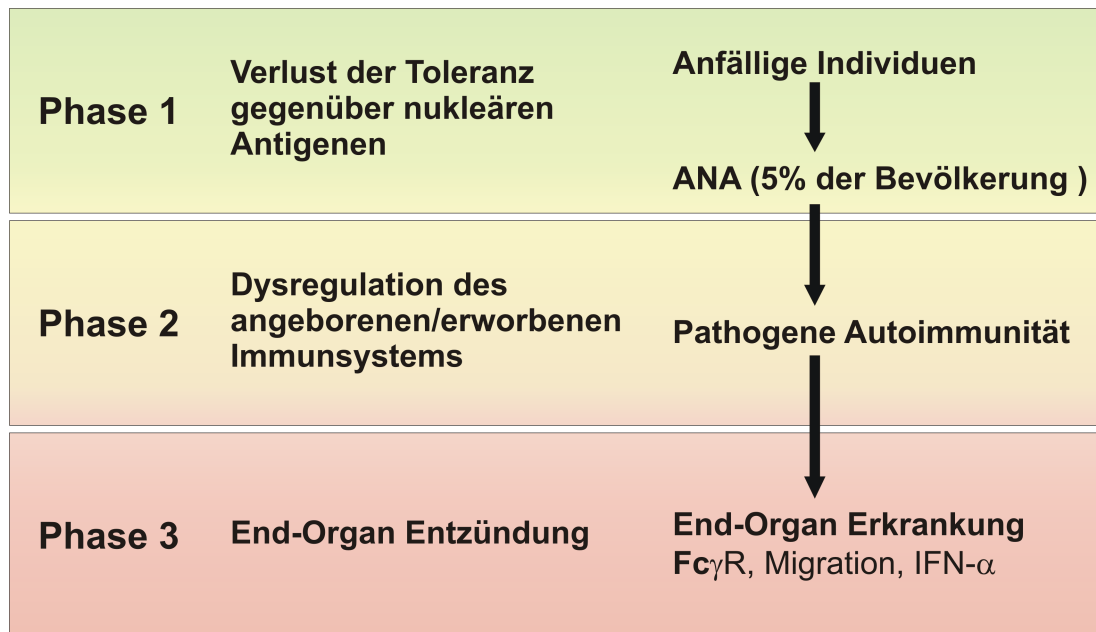 Phase 1
Verlust der Toleranz
gegenüber nukleären
Antigenen
Anfällige Individuen
ANA (5% der Bevölkerung )
Phase 2
Dysregulation des
angeborenen/erworbenen
Immunsystems
Pathogene Autoimmunität
Phase 3
End-Organ Entzündung
End-Organ Erkrankung
FcγR, Migration, IFN-α